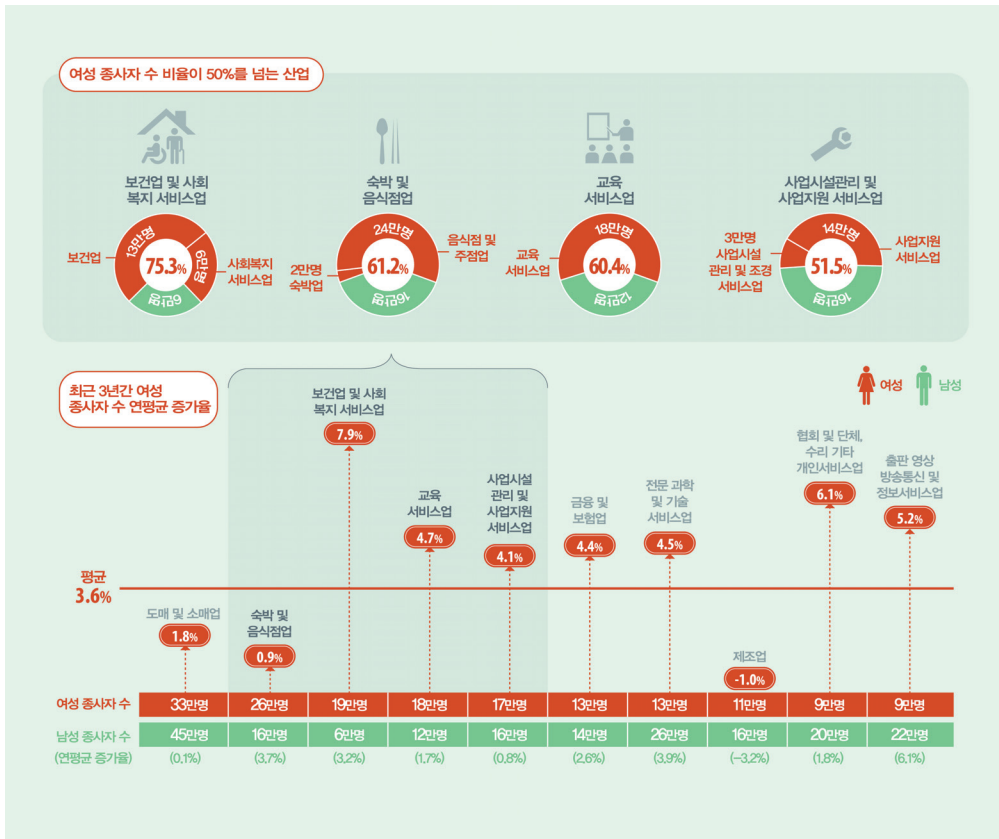 여성 종사자 수 비율이 50%를 넘는 산업
보건업 및 사회
복지 서비스업
보건업
13만명
6만명
75.3%
사회복지
서비스업
6만명
숙박 및
음식점업
24만명
음식점 및
주점업
2만명
숙박업
61.2%
16만명
교육
서비스업
18만명
교육
서비스업
60.4%
12만명
사업시설관리 및
사업지원 서비스업
14만명
3만명
사업시설
관리 및 조경
서비스업
51.5%
사업지원
서비스업
16만명
최근 3년간 여성
종사자 수 연평균 증가율
여성
남성
평균
3.6%
도매 및 소매업
1.8%
숙박 및
음식점업
0.9%
보건업 및 사회
복지 서비스업
7.9%
교육
서비스업
4.7%
사업시설
관리 및
사업지원
서비스업
4.1%
금융 및
보험업
4.4%
전문 과학
및 기술
서비스업
4.5%
제조업
-1.0%
협회 및 단체,
수리 기타
개인서비스업
6.1%
출판 영상
방송통신 및
정보서비스업
5.2%
여성 종사자 수 33만명 26만명 19만명 18만명 17만명 13만명 13만명 11만명 9만명 9만명
남성 종사자 수 45만명 16만명 6만명 12만명 16만명 14만명 26만명 16만명 20만명 22만명
(연평균 증가율) (0.1%) (3.7%) (3.2%) (1.7%) (0.8%) (2.6%) (3.9%) (-3.2%) (1.8%) (6.1%)